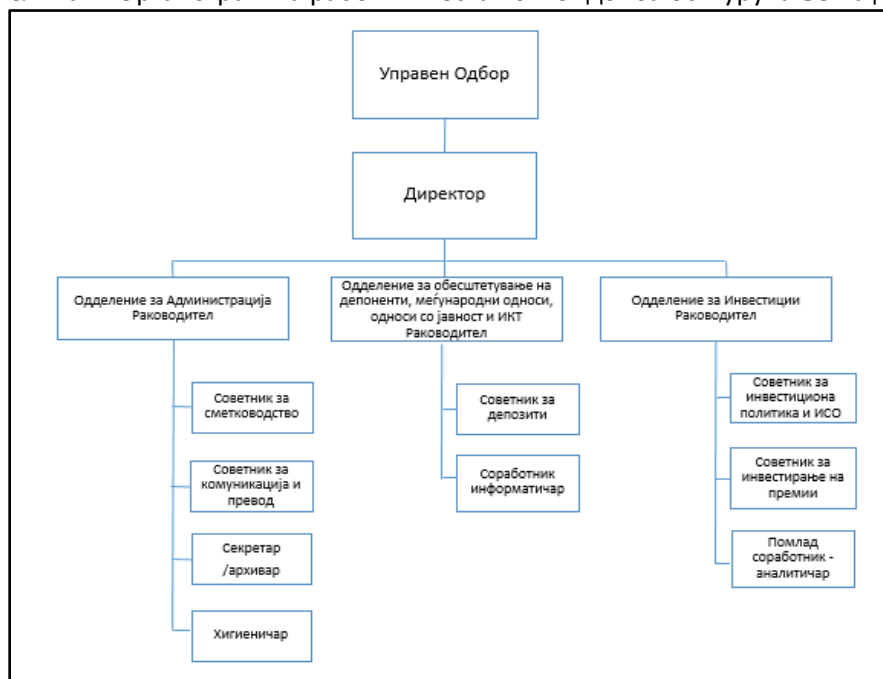 Управен Одбор
Директор
Одделение за Администрација
Раководител
Одделение за обесштетување на
депоненти, меѓународни односи,
односи со јавност и ИКТ
Раководител
Одделение за Инвестиции
Раководител
Советник за
сметководство
Советник за
комуникација и
превод
Секретар
/архивар
Хигиеничар
Советник за
депозити
Соработник
информатичар
Советник за
инвестициона
политика и ИСО
Советник за
инвестирање на
премии
Помлад
соработник -
аналитичар